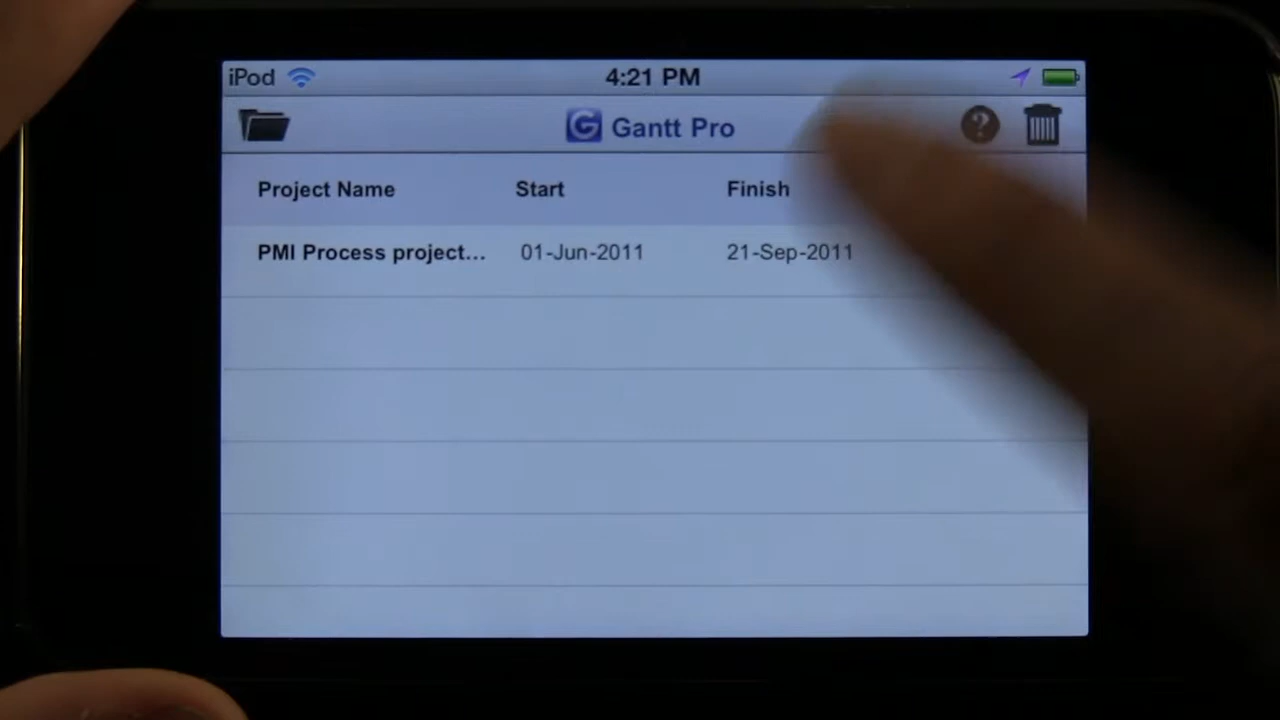 iPod 4:21 PM
G Gantt Pro ?
Project Name Start Finish
PMI Process project... 01-Jun-2011 21-Sep-2011